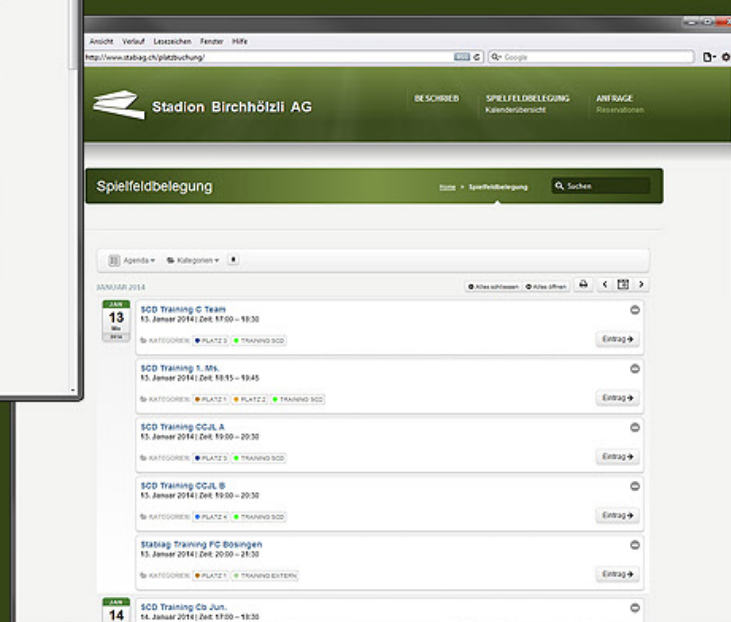 Ansicht Verlauf Lesezeichen Fenster Hilfe
http://www.stabag.ch/platzbuchung/
Google
Stadion Birchhölzli AG
BESCHRIEB SPIELFELDBELEGUNG ANFRAGE
Kalenderübersicht Reservationen
Spielfeldbelegung
Home > Spielfeldbelegung
Suchen
Agenda Kategorien
JANUAR 2014
Alles schliessen Alles öffnen
JAN
13
Mo
2014
SCD Training C Team
13. Januar 2014 | Zeit: 17:00 – 18:30
KATEGORIEN: PLATZ 3 TRAINING SCD
Eintrag
SCD Training 1. Ms.
13. Januar 2014 | Zeit: 18:15 – 19:45
KATEGORIEN: PLATZ 1 PLATZ 2 TRAINING SCD
Eintrag
SCD Training CCJL A
13. Januar 2014 | Zeit: 19:00 – 20:30
KATEGORIEN: PLATZ 3 TRAINING SCD
Eintrag
SCD Training CCJL B
13. Januar 2014 | Zeit: 19:00 – 20:30
KATEGORIEN: PLATZ 4 TRAINING SCD
Eintrag
Stabiag Training FC Bösingen
13. Januar 2014 | Zeit: 20:00 – 21:30
KATEGORIEN: PLATZ 1 TRAINING EXTERN
Eintrag
JAN
14
SCD Training Cb Jun.
14. Januar 2014 | Zeit: 17:00 – 18:30